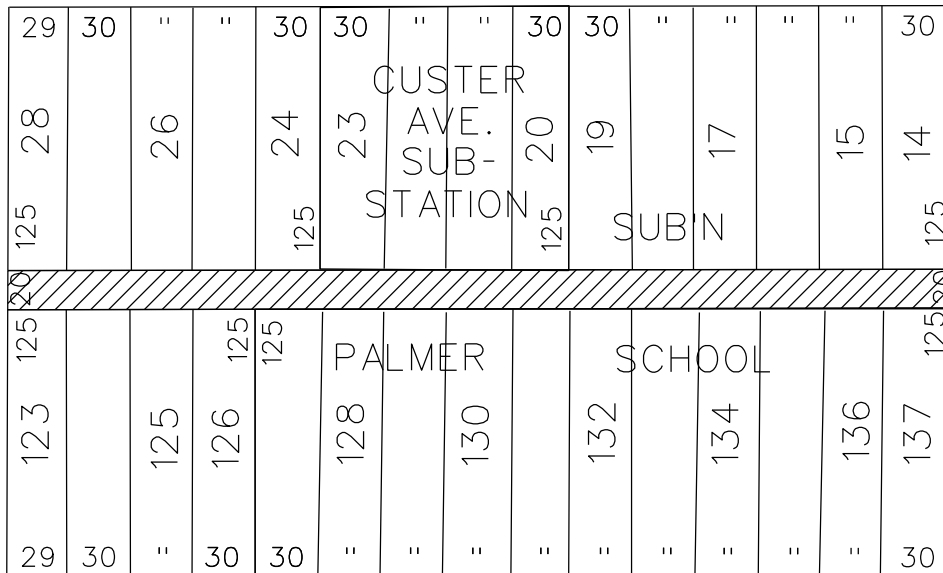 29 30 " 30 30 " " 30 30 " " " " 30
CUSTER
AVE.
SUB-
STATION
28 26 24 23 20 19 17 15 14
125 125 125 125
SUB'N
20 20
125 125 125 125
PALMER SCHOOL
123 125 126 128 130 132 134 136 137
29 30 " 30 30 " " " " " " " " 30